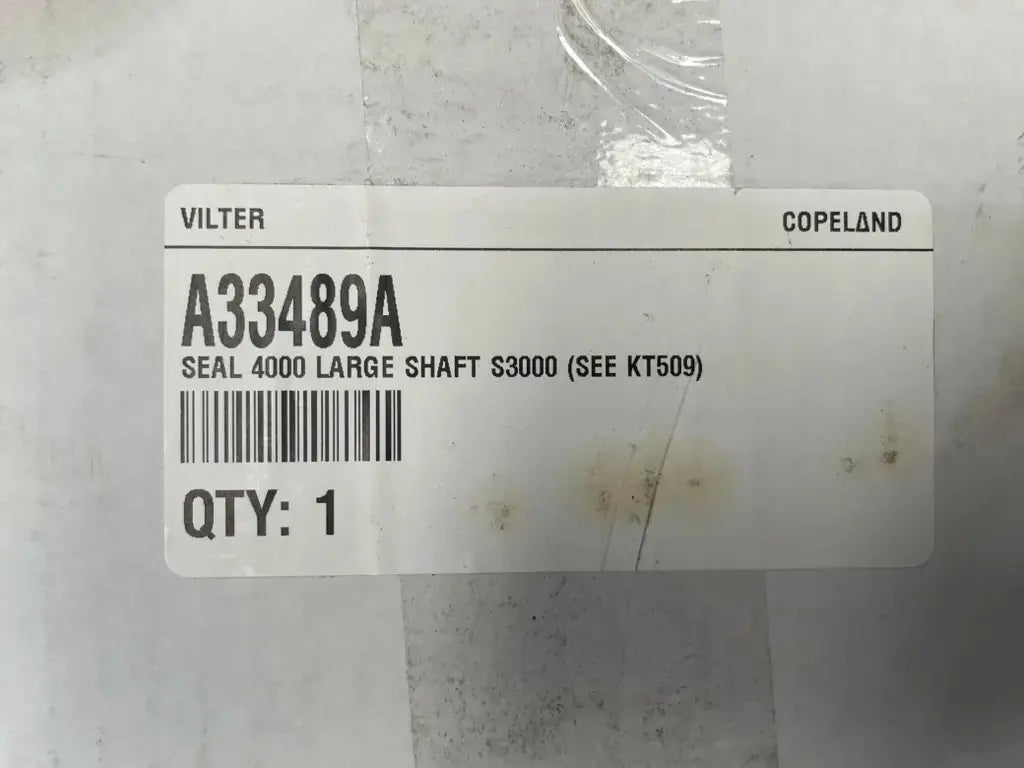 VILTER COPELAND
A33489A
SEAL 4000 LARGE SHAFT S3000 (SEE KT509)
QTY: 1